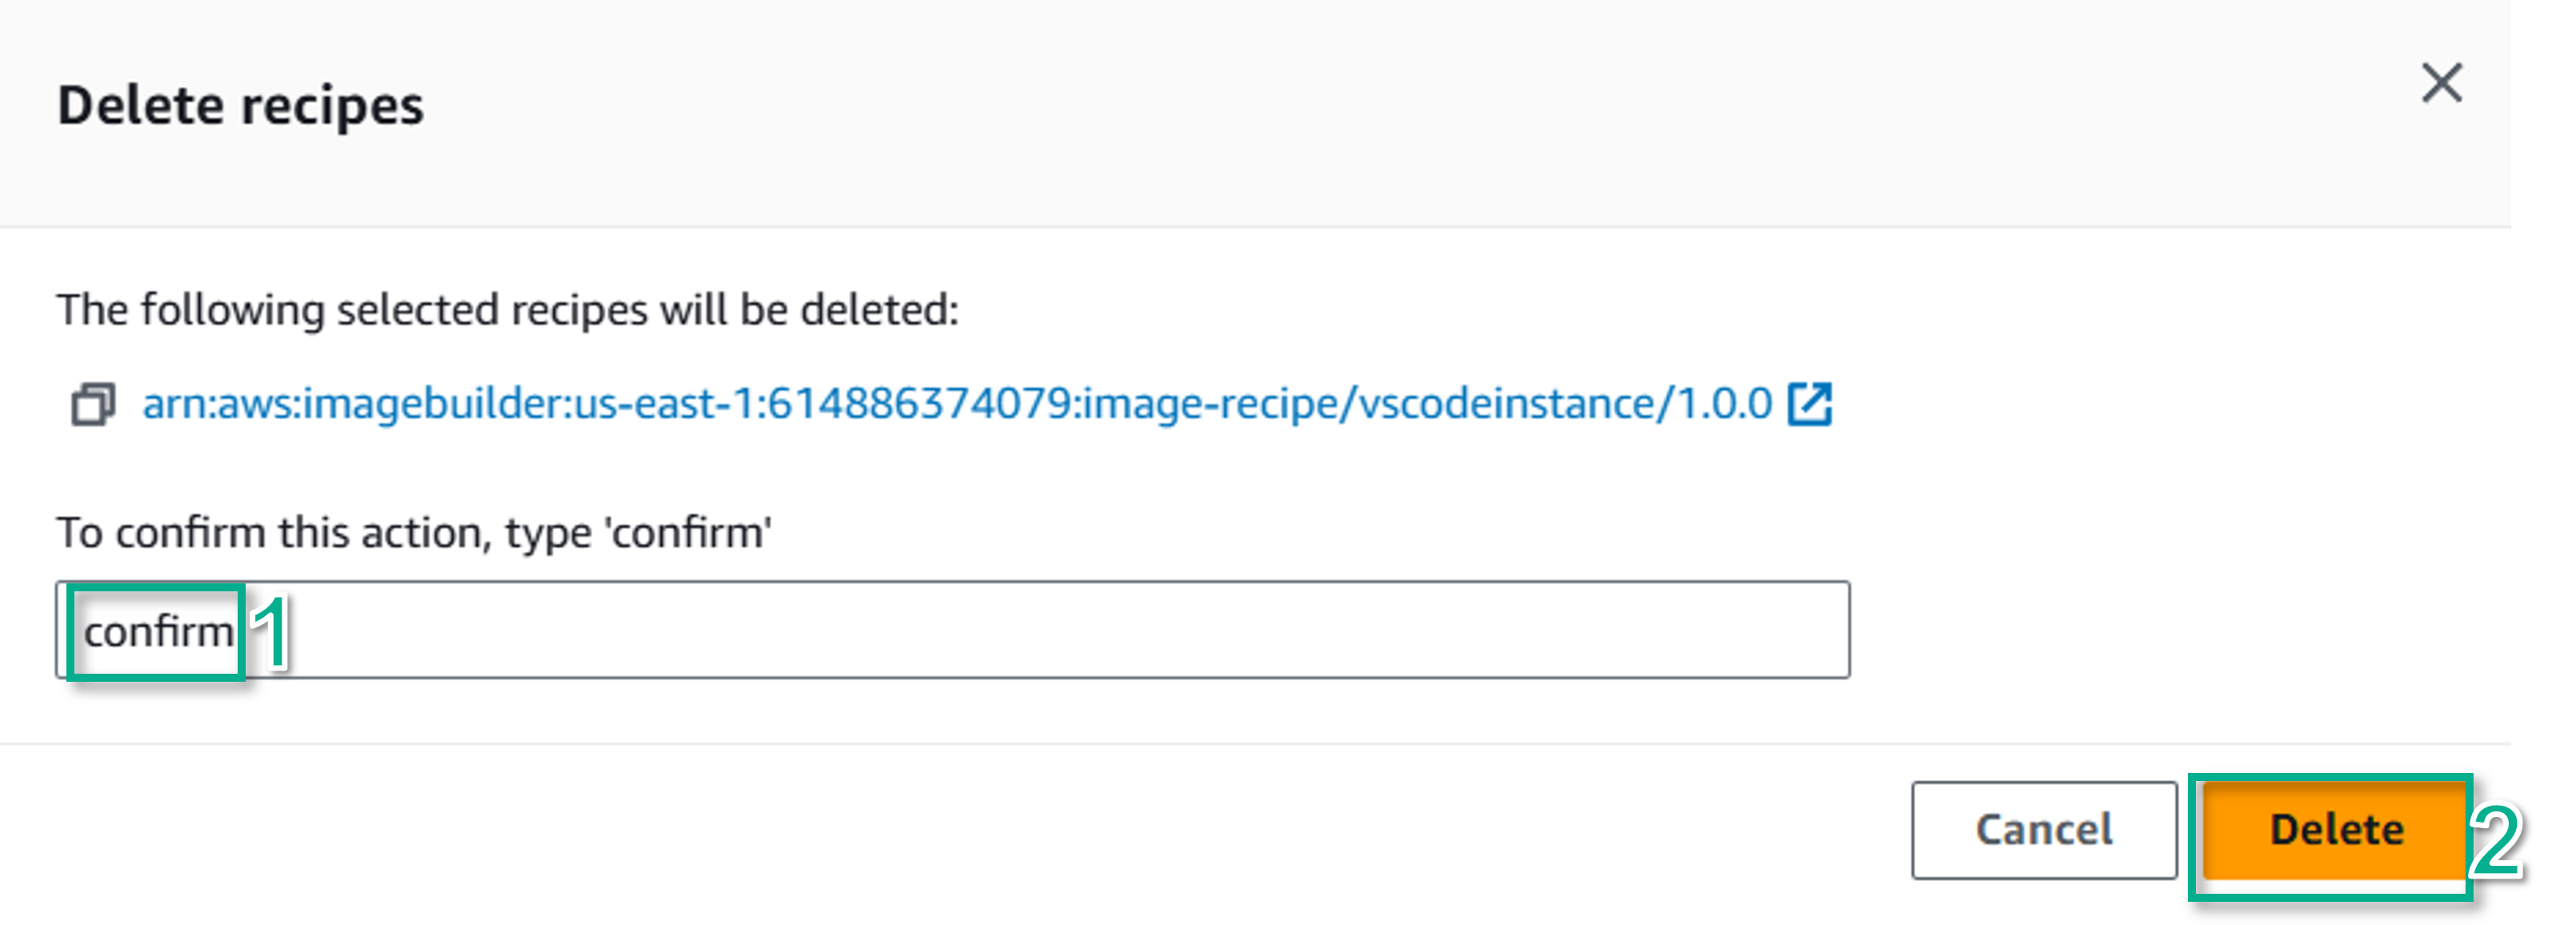 Delete recipes
The following selected recipes will be deleted:
arn:aws:imagebuilder:us-east-1:614886374079:image-recipe/vscodeinstance/1.0.0
To confirm this action, type 'confirm'
confirm 1
Cancel Delete 2